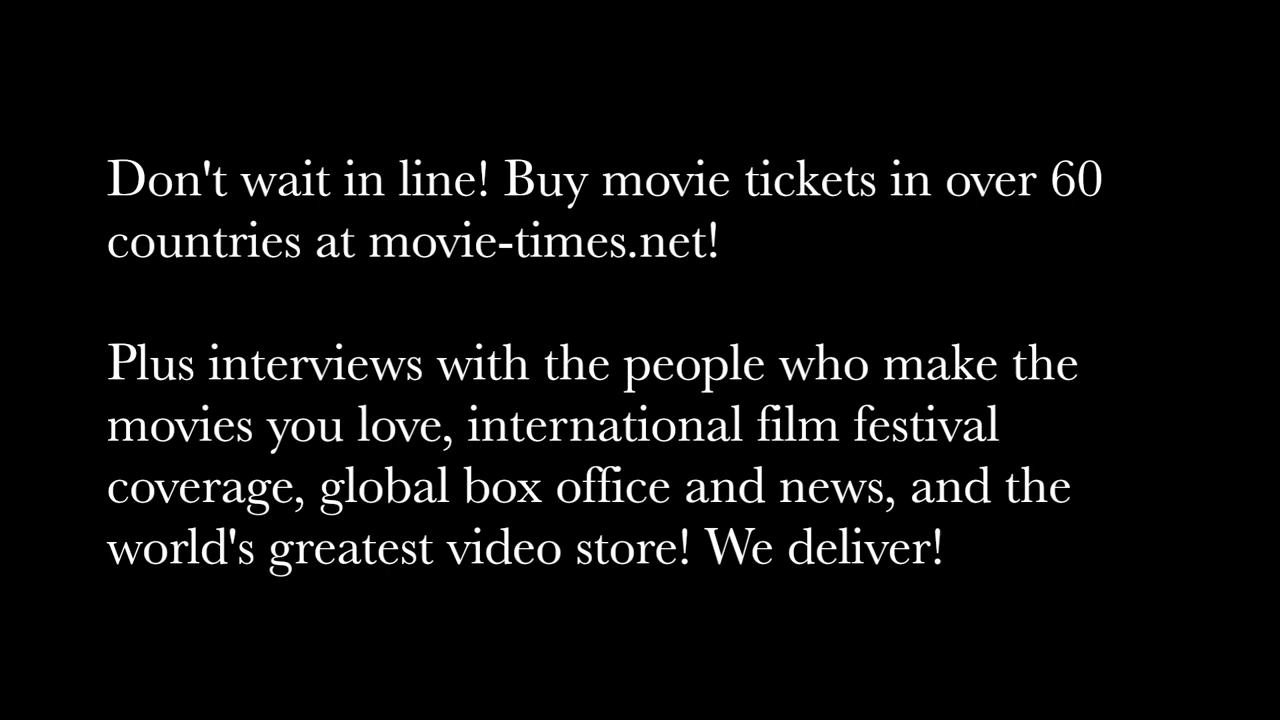 Don't wait in line! Buy movie tickets in over 60
countries at movie-times.net!
Plus interviews with the people who make the
movies you love, international film festival
coverage, global box office and news, and the
world's greatest video store! We deliver!